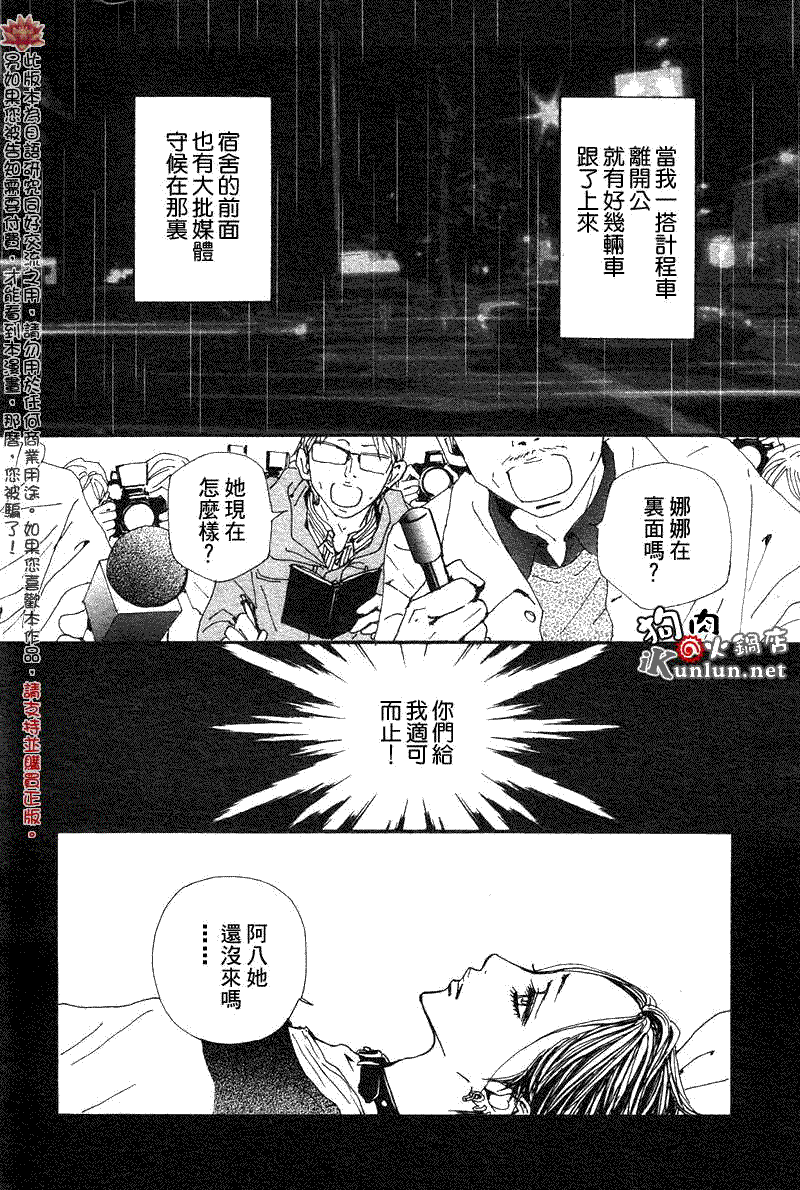 當我一搭計程車
離開公
就有好幾輛車
跟了上來
宿舍的前面
也有大批媒體
守候在那裏
娜娜在
裏面嗎？
她現在
怎麼樣？
你們給
我適可
而止！
阿八她
還沒來嗎
……
狗肉火鍋店
iKunlun.net
此版本為日語研究同好交流之用，請勿用於任何商業用途。如果您喜歡本作品，請支持並購買正版。
另如果您被告知需要付費，才能看到本漫畫，那麼，您被騙了！